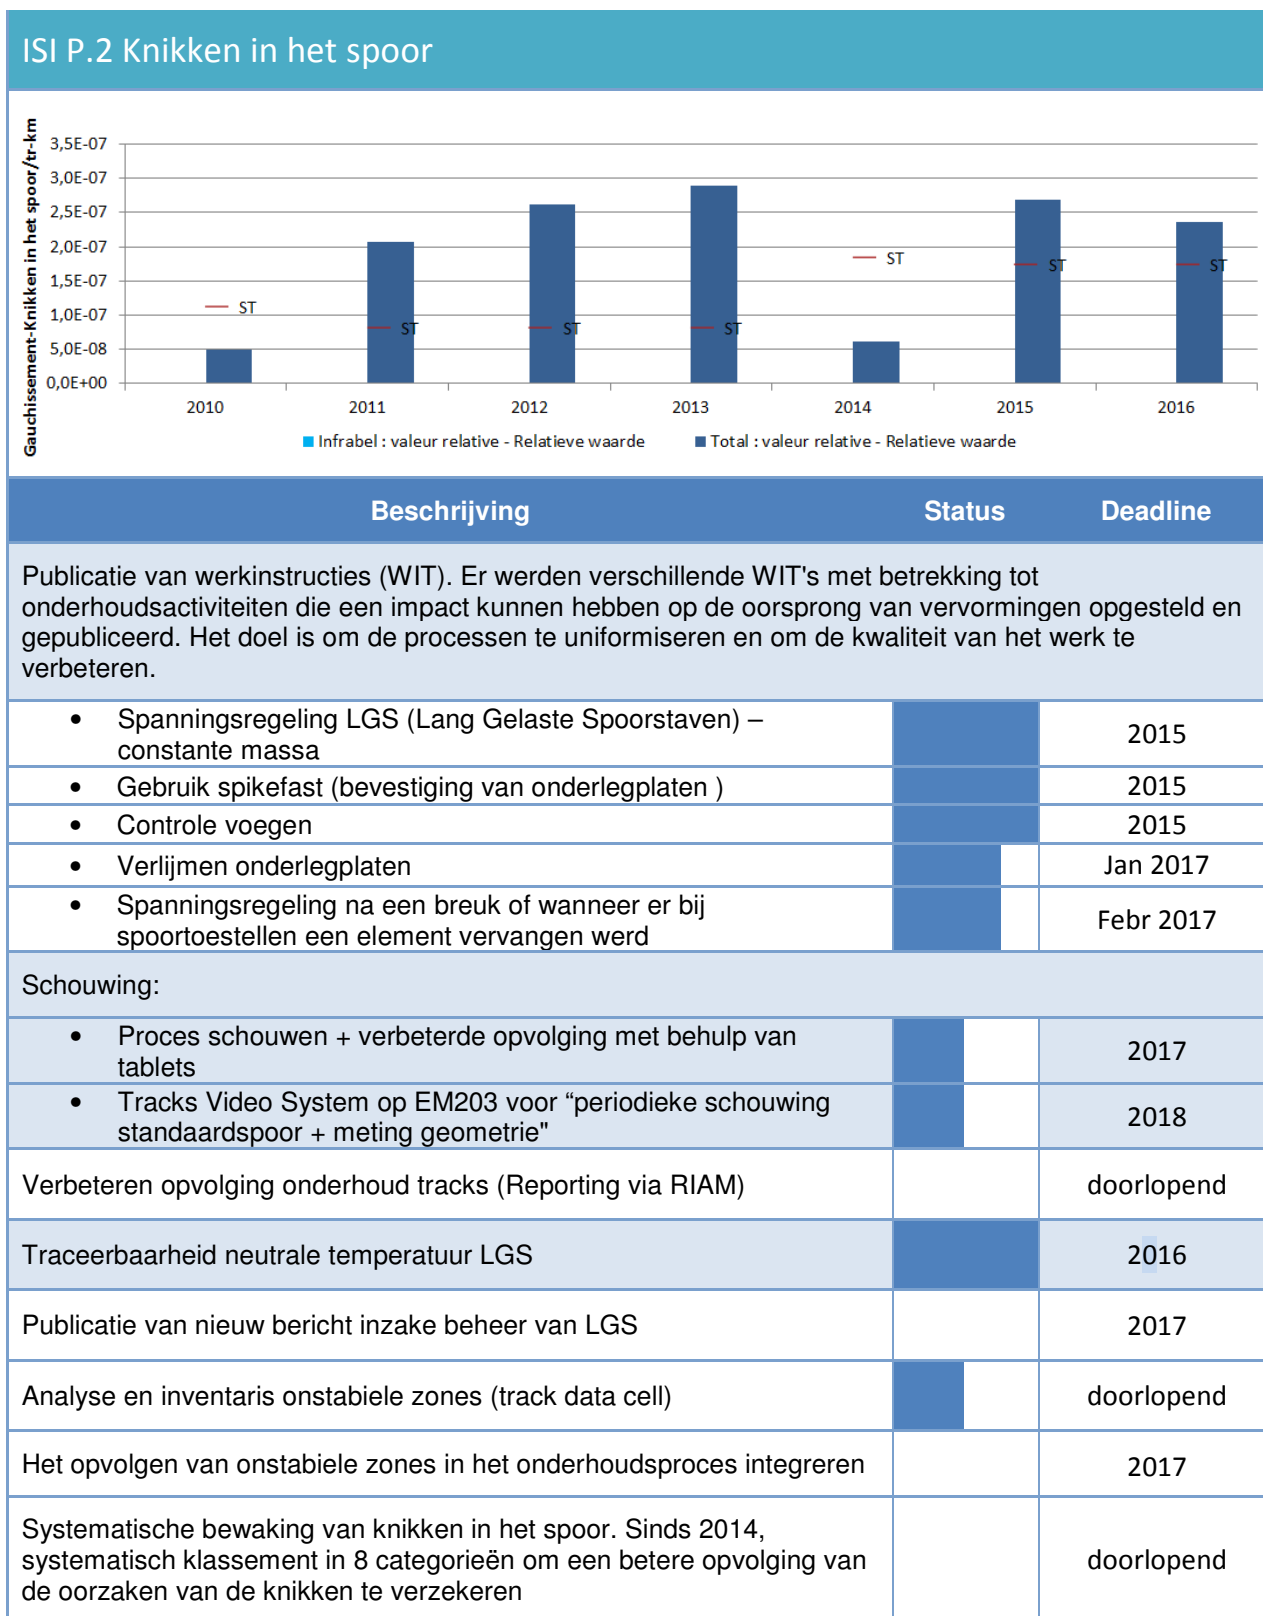 ISI P.2 Knikken in het spoor
Gauchissement-Knikken in het spoor/tr-km
3,5E-07
3,0E-07
2,5E-07
2,0E-07
1,5E-07
1,0E-07
5,0E-08
0,0E+00
ST
ST
ST
ST
ST
ST
ST
2010
2011
2012
2013
2014
2015
2016
Infrabel : valeur relative - Relatieve waarde
Total : valeur relative - Relatieve waarde
Beschrijving Status Deadline
Publicatie van werkinstructies (WIT). Er werden verschillende WIT's met betrekking tot
onderhoudsactiviteiten die een impact kunnen hebben op de oorsprong van vervormingen opgesteld en
gepubliceerd. Het doel is om de processen te uniformiseren en om de kwaliteit van het werk te
verbeteren.
• Spanningsregeling LGS (Lang Gelaste Spoorstaven) –
constante massa
2015
• Gebruik spikefast (bevestiging van onderlegplaten )
2015
• Controle voegen
2015
• Verlijmen onderlegplaten
Jan 2017
• Spanningsregeling na een breuk of wanneer er bij
spoortoestellen een element vervangen werd
Febr 2017
Schouwing:
• Proces schouwen + verbeterde opvolging met behulp van
tablets
2017
• Tracks Video System op EM203 voor “periodieke schouwing
standaardspoor + meting geometrie"
2018
Verbeteren opvolging onderhoud tracks (Reporting via RIAM)
doorlopend
Traceerbaarheid neutrale temperatuur LGS
2016
Publicatie van nieuw bericht inzake beheer van LGS
2017
Analyse en inventaris onstabiele zones (track data cell)
doorlopend
Het opvolgen van onstabiele zones in het onderhoudsproces integreren
2017
Systematische bewaking van knikken in het spoor. Sinds 2014,
systematisch klassement in 8 categorieën om een betere opvolging van
de oorzaken van de knikken te verzekeren
doorlopend